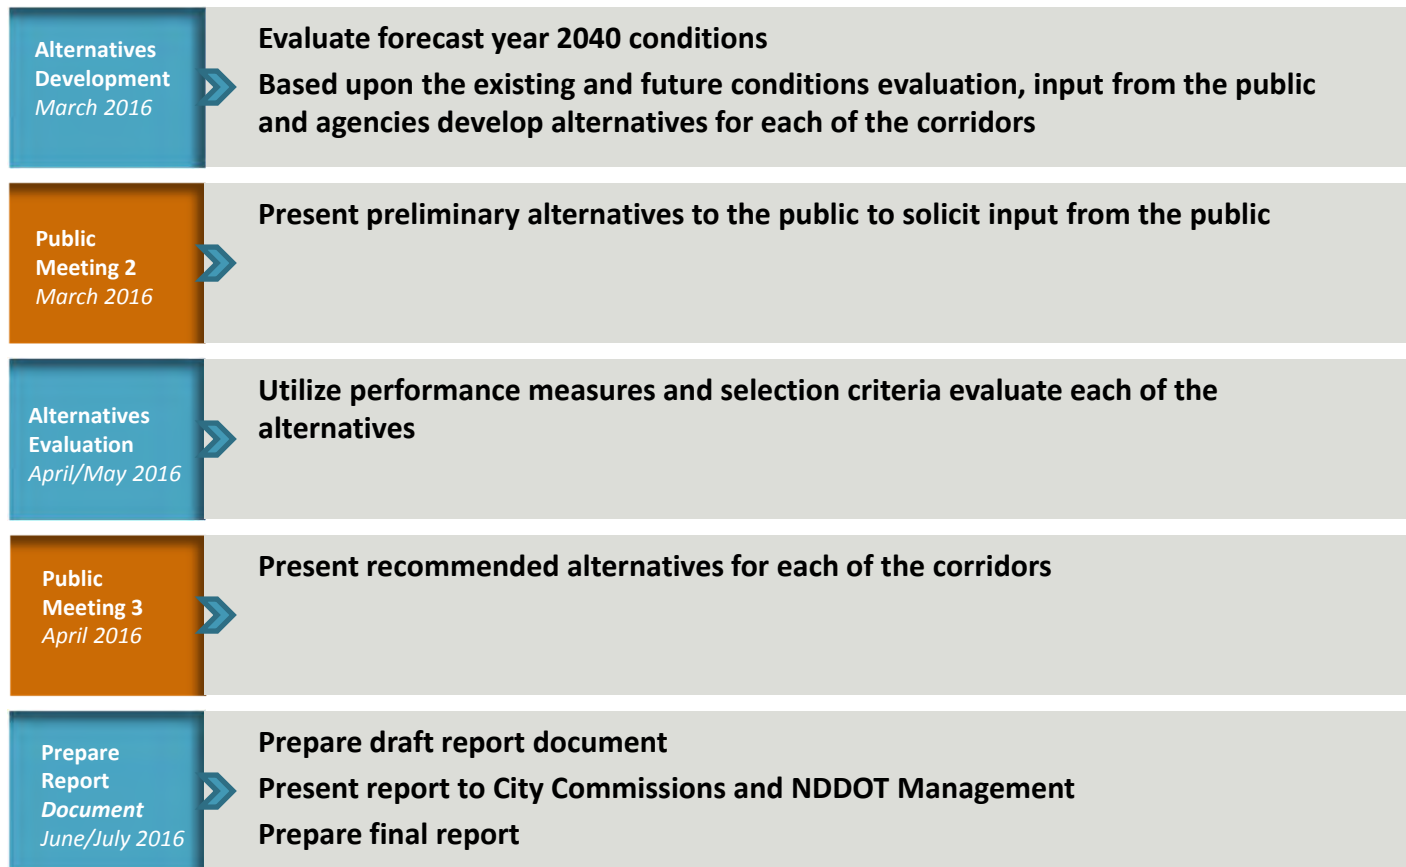 Alternatives
Development
March 2016
Evaluate forecast year 2040 conditions
Based upon the existing and future conditions evaluation, input from the public
and agencies develop alternatives for each of the corridors
Public
Meeting 2
March 2016
Present preliminary alternatives to the public to solicit input from the public
Alternatives
Evaluation
April/May 2016
Utilize performance measures and selection criteria evaluate each of the
alternatives
Public
Meeting 3
April 2016
Present recommended alternatives for each of the corridors
Prepare
Report
Document
June/July 2016
Prepare draft report document
Present report to City Commissions and NDDOT Management
Prepare final report